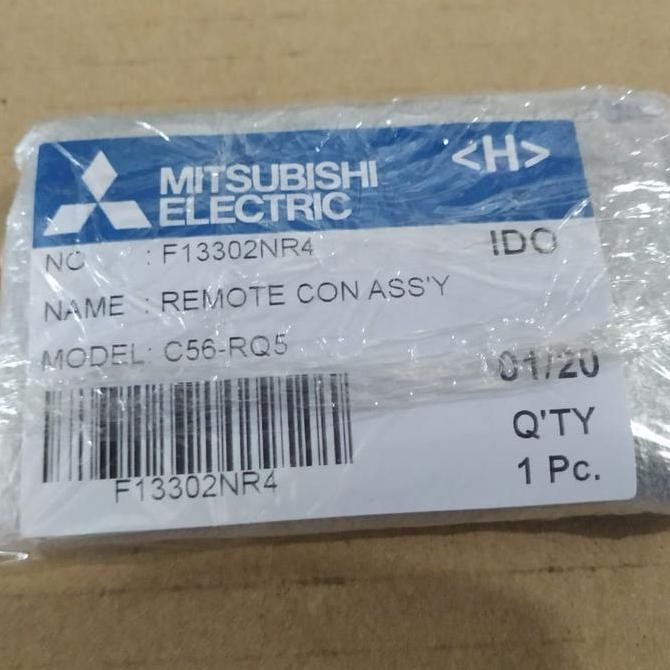 MITSUBISHI
ELECTRIC
<H>
NO : F13302NR4
IDO
NAME : REMOTE CON ASS'Y
MODEL: C56-RQ5
01/20
Q'TY
1 Pc.
F13302NR4